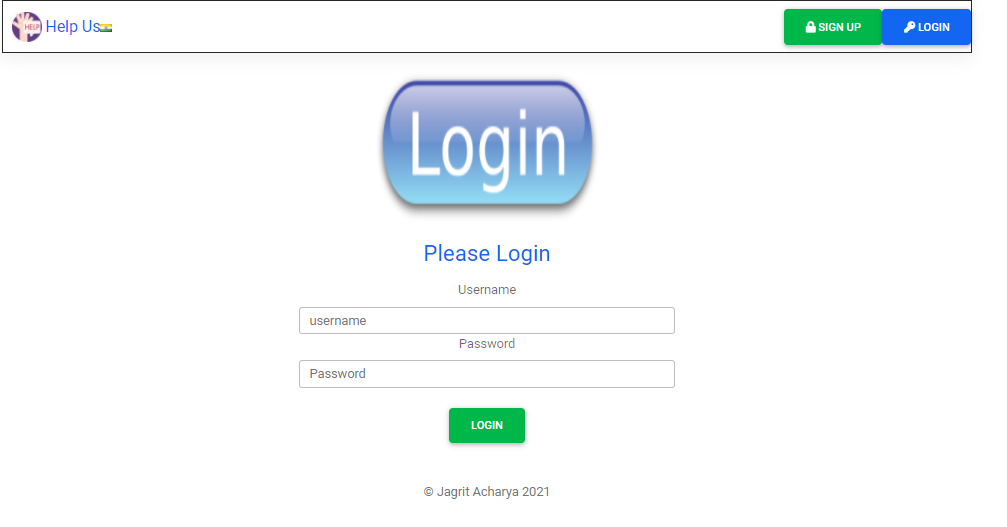 HELP Help Us SIGN UP LOGIN
Login
Please Login
Username
username
Password
Password
LOGIN
© Jagrit Acharya 2021